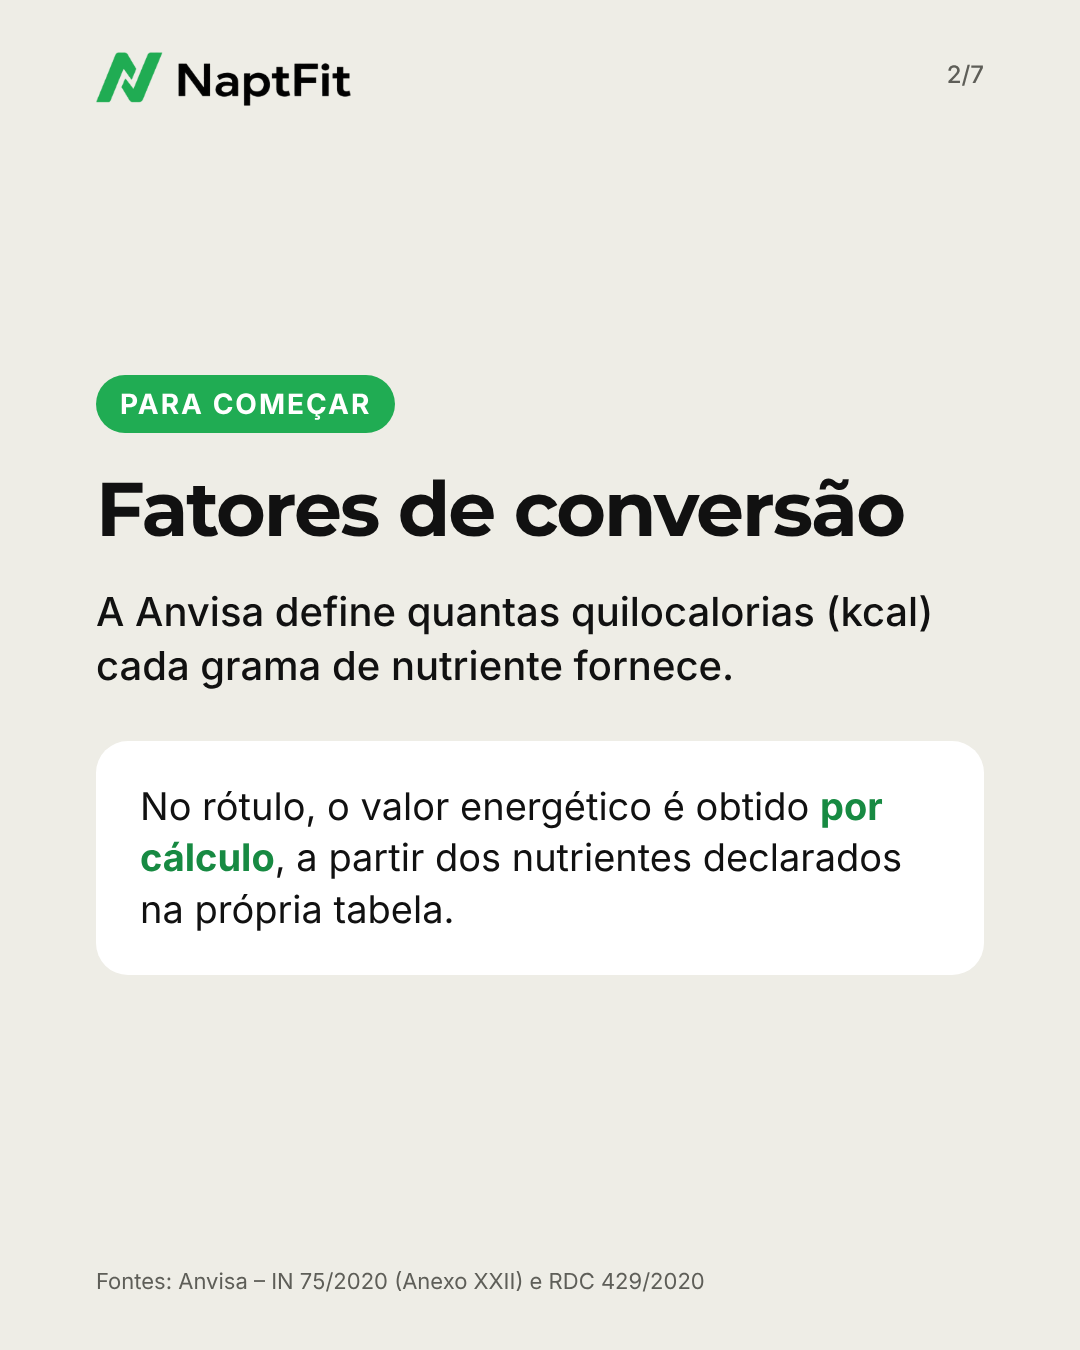 NaptFit
2/7
PARA COMEÇAR
Fatores de conversão
A Anvisa define quantas quilocalorias (kcal)
cada grama de nutriente fornece.
No rótulo, o valor energético é obtido por
cálculo, a partir dos nutrientes declarados
na própria tabela.
Fontes: Anvisa – IN 75/2020 (Anexo XXII) e RDC 429/2020